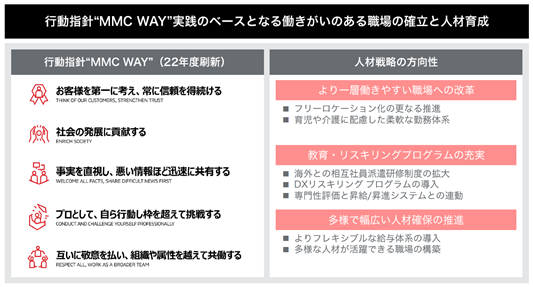 行動指針“MMC WAY”実践のベースとなる働きがいのある職場の確立と人材育成
行動指針“MMC WAY”（22年度刷新）
お客様を第一に考え、常に信頼を得続ける
THINK OF OUR CUSTOMERS, STRENGTHEN TRUST
社会の発展に貢献する
ENRICH SOCIETY
事実を直視し、悪い情報ほど迅速に共有する
WELCOME ALL FACTS, SHARE DIFFICULT NEWS FIRST
プロとして、自ら行動し枠を超えて挑戦する
CONDUCT AND CHALLENGE YOURSELF PROFESSIONALLY
互いに敬意を払い、組織や属性を越えて共働する
RESPECT ALL, WORK AS A BROADER TEAM
人材戦略の方向性
より一層働きやすい職場への改革
■ フリーロケーション化の更なる推進
■ 育児や介護に配慮した柔軟な勤務体系
教育・リスキリングプログラムの充実
■ 海外との相互社員派遣研修制度の拡大
■ DXリスキリング プログラムの導入
■ 専門性評価と昇給/昇進システムとの連動
多様で幅広い人材確保の推進
■ よりフレキシブルな給与体系の導入
■ 多様な人材が活躍できる職場の構築